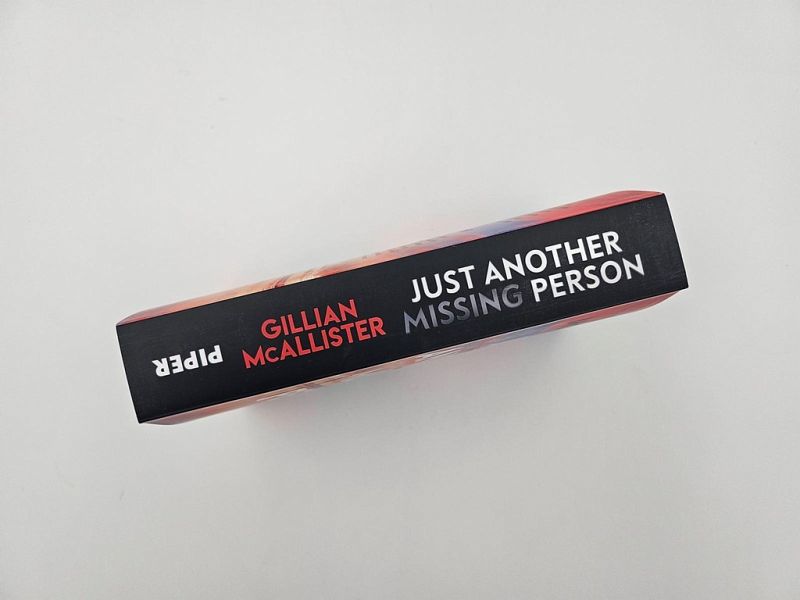 PIPER
GILLIAN
McALLISTER
JUST ANOTHER
MISSING PERSON